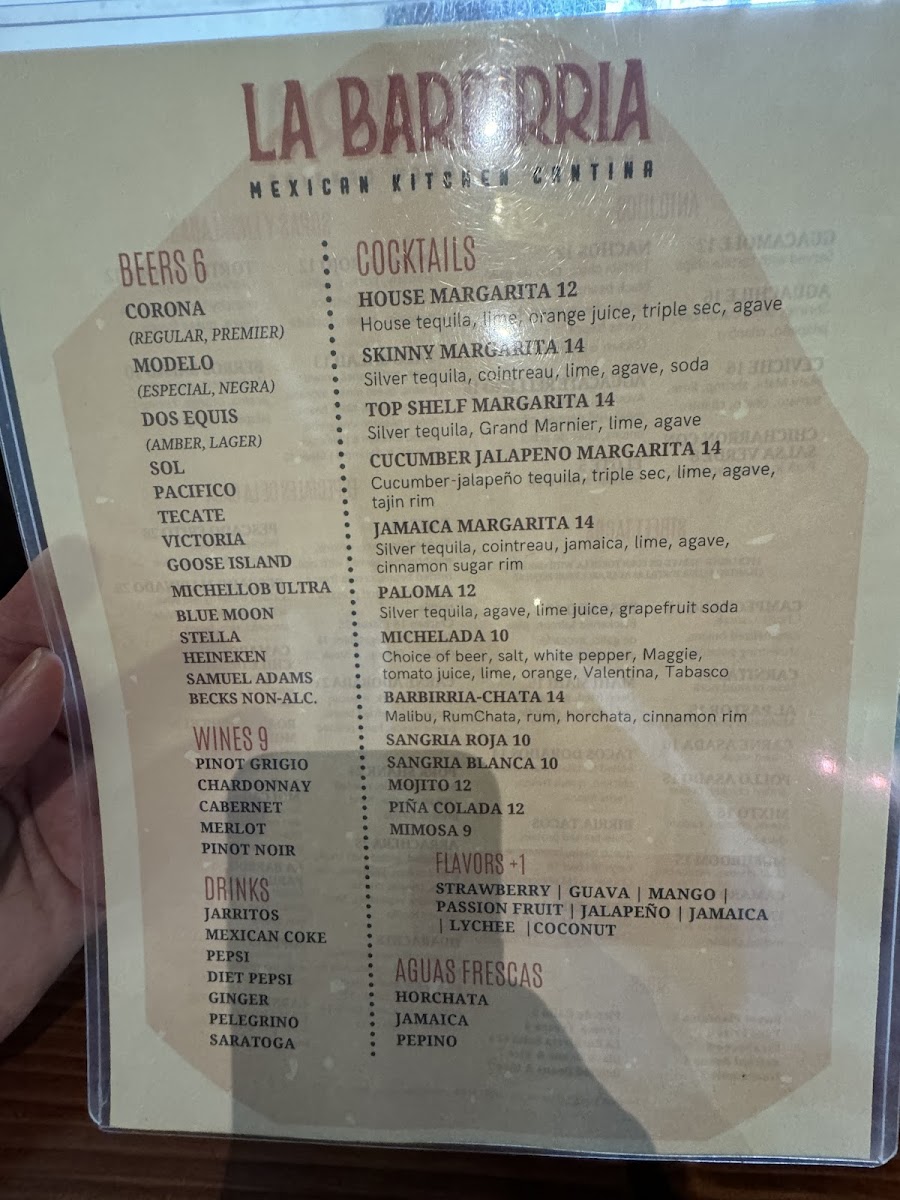 LA BARBIRRIA
MEXICAN KITCHEN CANTINA
BEERS 6
CORONA
(REGULAR, PREMIER)
MODELO
(ESPECIAL, NEGRA)
DOS EQUIS
(AMBER, LAGER)
SOL
PACIFICO
TECATE
VICTORIA
GOOSE ISLAND
MICHELLOB ULTRA
BLUE MOON
STELLA
HEINEKEN
SAMUEL ADAMS
BECKS NON-ALC.
WINES 9
PINOT GRIGIO
CHARDONNAY
CABERNET
MERLOT
PINOT NOIR
DRINKS
JARRITOS
MEXICAN COKE
PEPSI
DIET PEPSI
GINGER
PELEGRINO
SARATOGA
COCKTAILS
HOUSE MARGARITA 12
House tequila, lime, orange juice, triple sec, agave
SKINNY MARGARITA 14
Silver tequila, cointreau, lime, agave, soda
TOP SHELF MARGARITA 14
Silver tequila, Grand Marnier, lime, agave
CUCUMBER JALAPENO MARGARITA 14
Cucumber-jalapeño tequila, triple sec, lime, agave,
tajin rim
JAMAICA MARGARITA 14
Silver tequila, cointreau, jamaica, lime, agave,
cinnamon sugar rim
PALOMA 12
Silver tequila, agave, lime juice, grapefruit soda
MICHELADA 10
Choice of beer, salt, white pepper, Maggie,
tomato juice, lime, orange, Valentina, Tabasco
BARBIRRIA-CHATA 14
Malibu, RumChata, rum, horchata, cinnamon rim
SANGRIA ROJA 10
SANGRIA BLANCA 10
MOJITO 12
PIÑA COLADA 12
MIMOSA 9
FLAVORS +1
STRAWBERRY | GUAVA | MANGO |
PASSION FRUIT | JALAPEÑO | JAMAICA
| LYCHEE |COCONUT
AGUAS FRESCAS
HORCHATA
JAMAICA
PEPINO